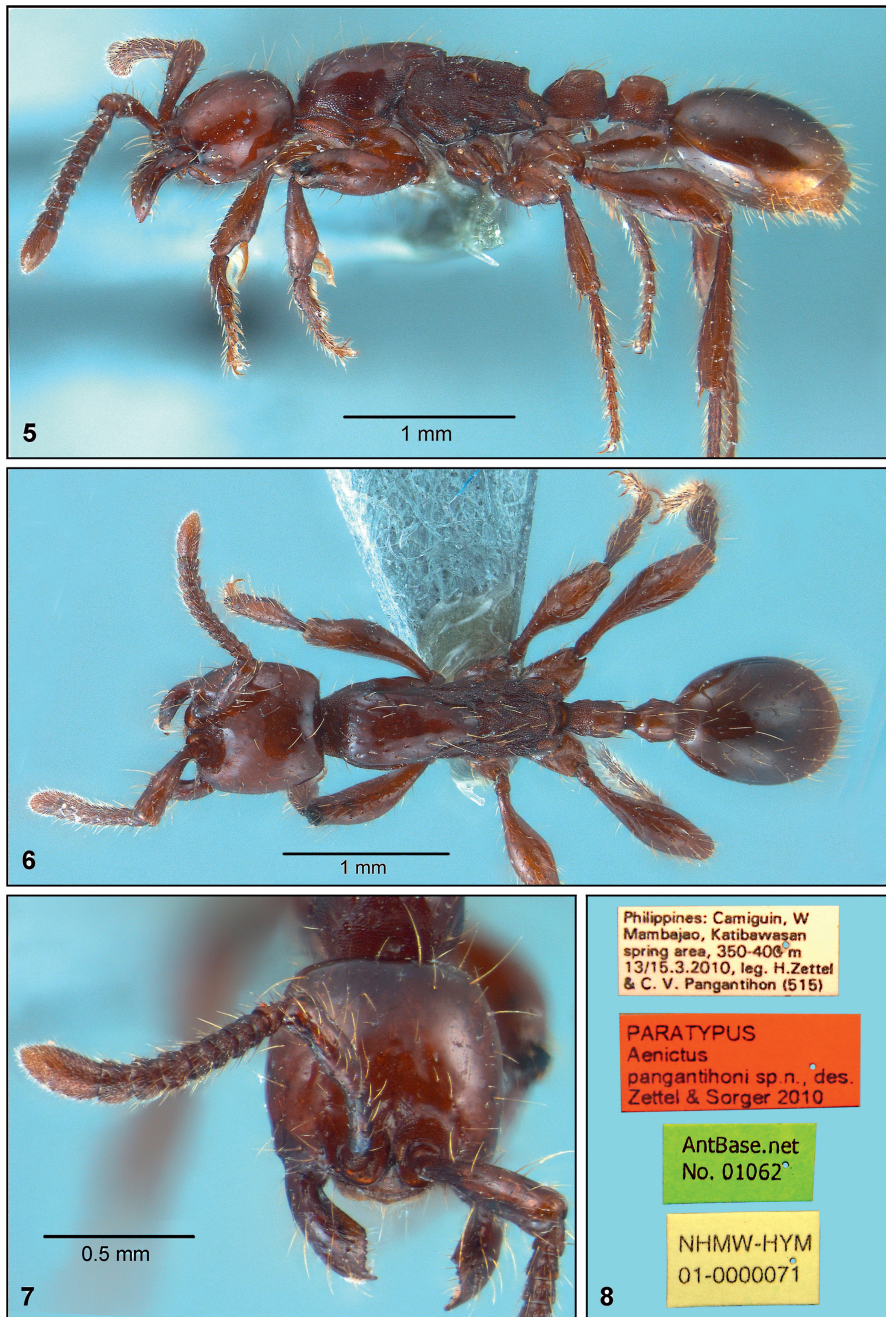 5
1 mm
6
1 mm
7
0.5 mm
Philippines: Camiguin, W
Mambajao, Katibawasan
spring area, 350-400 m
13/15.3.2010, leg. H.Zettel
& C. V. Pangantihon (515)
PARATYPUS
Aenictus
pangantihoni sp.n., des.
Zettel & Sorger 2010
AntBase.net
No. 01062
NHMW-HYM
01-0000071
8